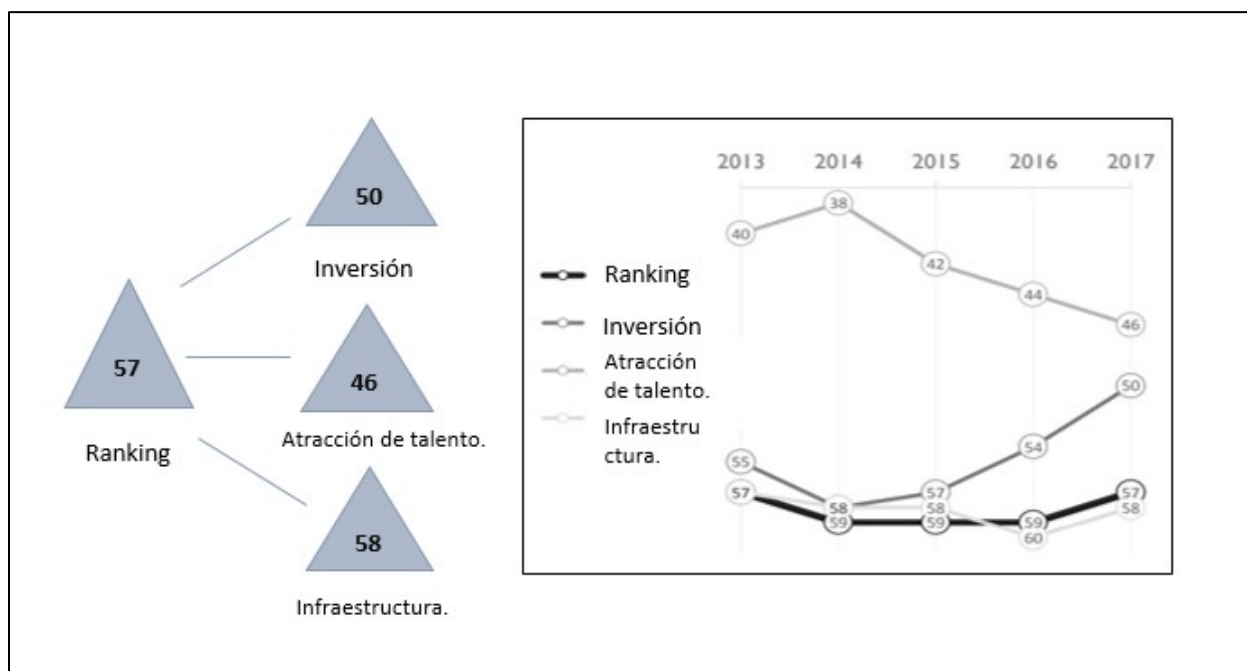 50
Inversión
57
Ranking
46
Atracción de talento.
58
Infraestructura.
2013 2014 2015 2016 2017
Ranking
Inversión
Atracción
de talento.
Infraestru
ctura.
40 38 42 44 46
55 58 57 54 50
57 59 59 59 57
58 60 58